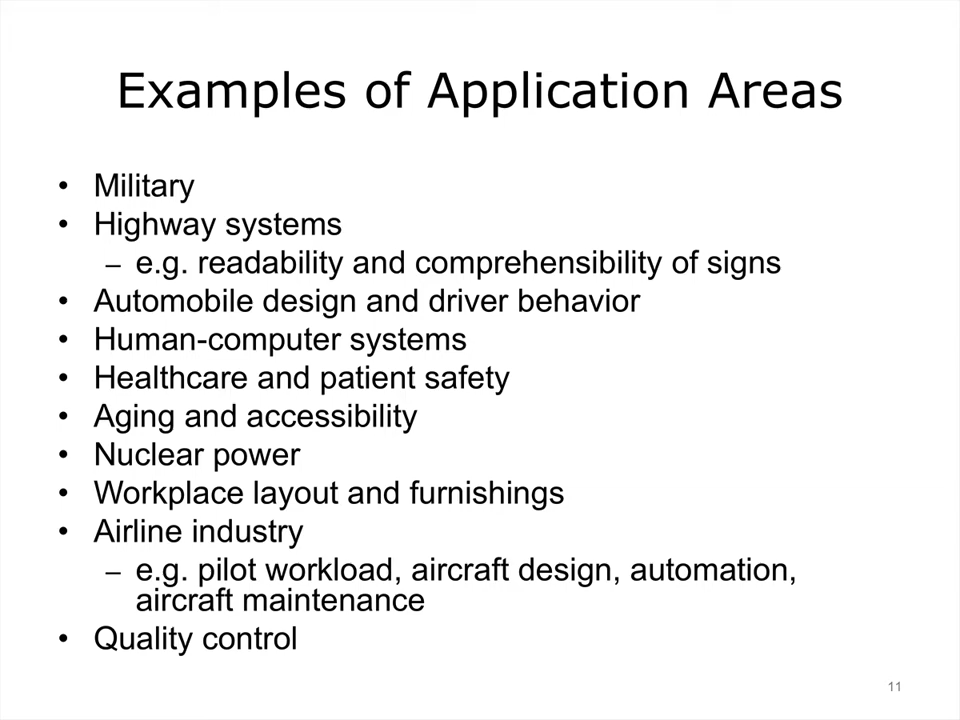 Examples of Application Areas
• Military
• Highway systems
– e.g. readability and comprehensibility of signs
• Automobile design and driver behavior
• Human-computer systems
• Healthcare and patient safety
• Aging and accessibility
• Nuclear power
• Workplace layout and furnishings
• Airline industry
– e.g. pilot workload, aircraft design, automation,
aircraft maintenance
• Quality control
11